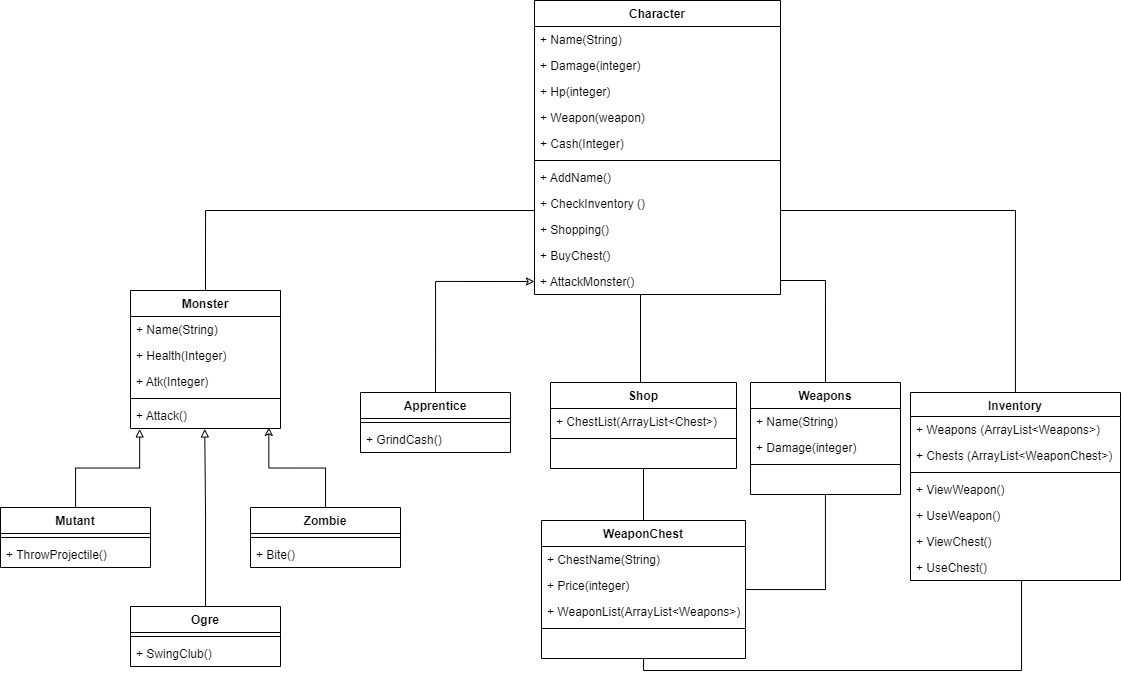 Character
+ Name(String)
+ Damage(integer)
+ Hp(integer)
+ Weapon(weapon)
+ Cash(Integer)
+ AddName()
+ CheckInventory ()
+ Shopping()
+ BuyChest()
+ AttackMonster()
Monster
+ Name(String)
+ Health(Integer)
+ Atk(Integer)
+ Attack()
Apprentice
+ GrindCash()
Shop
+ ChestList(ArrayList<Chest>)
Weapons
+ Name(String)
+ Damage(integer)
Inventory
+ Weapons (ArrayList<Weapons>)
+ Chests (ArrayList<WeaponChest>)
+ ViewWeapon()
+ UseWeapon()
+ ViewChest()
+ UseChest()
Mutant
+ ThrowProjectile()
Zombie
+ Bite()
WeaponChest
+ ChestName(String)
+ Price(integer)
+ WeaponList(ArrayList<Weapons>)
Ogre
+ SwingClub()